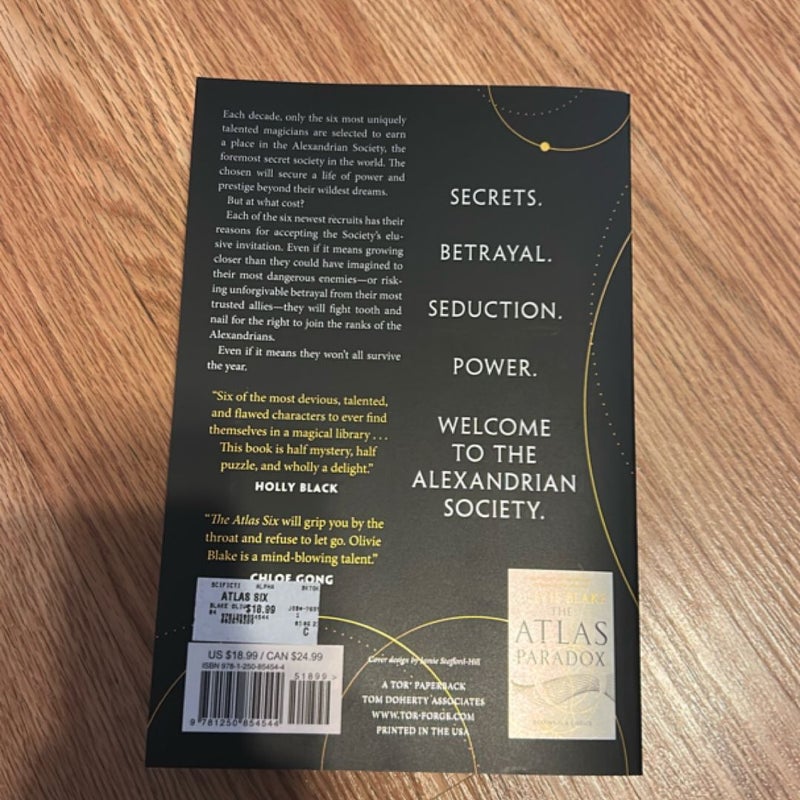 Each decade, only the six most uniquely
talented magicians are selected to earn
a place in the Alexandrian Society, the
foremost secret society in the world. The
chosen will secure a life of power and
prestige beyond their wildest dreams.
But at what cost?
Each of the six newest recruits has their
reasons for accepting the Society's elu-
sive invitation. Even if it means growing
closer than they could have imagined to
their most dangerous enemies—or risk-
ing unforgivable betrayal from their most
trusted allies—they will fight tooth and
nail for the right to join the ranks of the
Alexandrians.
Even if it means they won't all survive
the year.
"Six of the most devious, talented,
and flawed characters to ever find
themselves in a magical library . . .
This book is half mystery, half
puzzle, and wholly a delight."
HOLLY BLACK
"The Atlas Six will grip you by the
throat and refuse to let go. Olivie
Blake is a mind-blowing talent."
CHLOE GONG
SECRETS.
BETRAYAL.
SEDUCTION.
POWER.
WELCOME
TO THE
ALEXANDRIAN
SOCIETY.
SCIFICTI ALPHA
ATLAS SIX
BLAKE OLIV $18.99
9781250854544
C
US $18.99 / CAN $24.99
ISBN 978-1-250-85454-4
51899 >
9 781250 854544
Cover design by Jamie Stafford-Hill
A TOR® PAPERBACK
TOM DOHERTY ASSOCIATES
WWW.TOR-FORGE.COM
PRINTED IN THE USA
BLAKE
THE
ATLAS
PARADOX